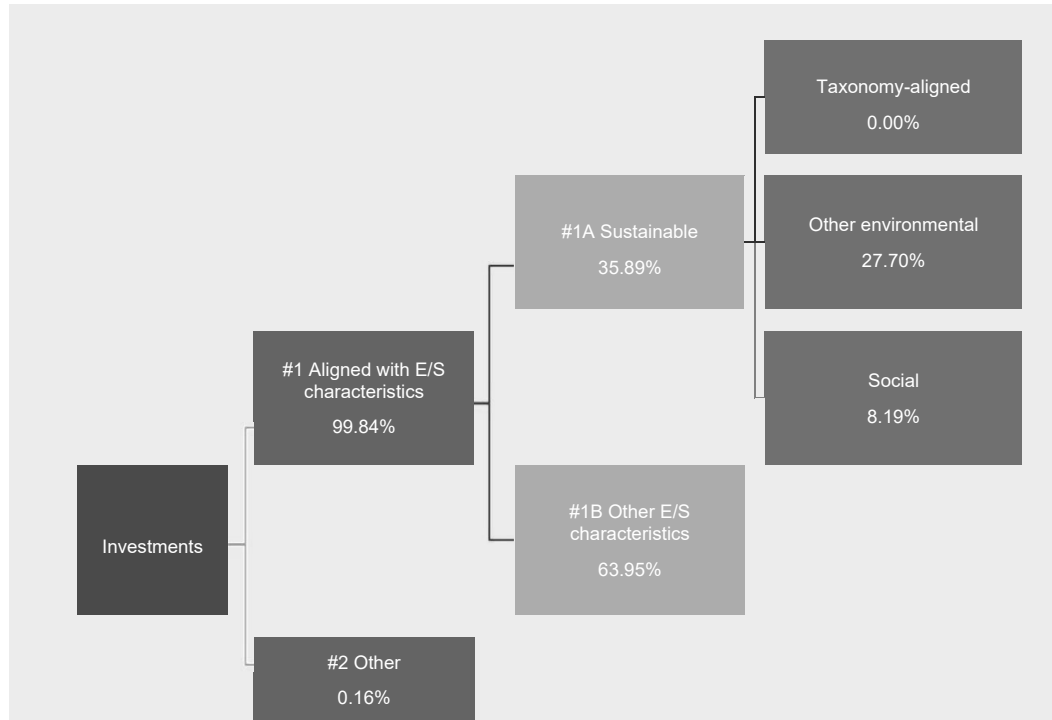 Taxonomy-aligned
0.00%
#1A Sustainable
35.89%
Other environmental
27.70%
#1 Aligned with E/S
characteristics
99.84%
Social
8.19%
Investments
#1B Other E/S
characteristics
63.95%
#2 Other
0.16%